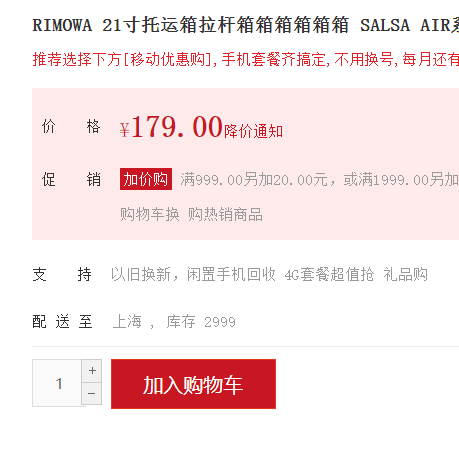 RIMOWA 21寸托运箱拉杆箱箱箱箱箱箱 SALSA AIR系
推荐选择下方[移动优惠购],手机套餐齐搞定,不用换号,每月还有
价 格 ¥179.00降价通知
促 销 加价购 满999.00另加20.00元，或满1999.00另加
购物车换 购热销商品
支 持 以旧换新，闲置手机回收 4G套餐超值抢 礼品购
配 送 至 上海 ， 库存 2999
1 + − 加入购物车